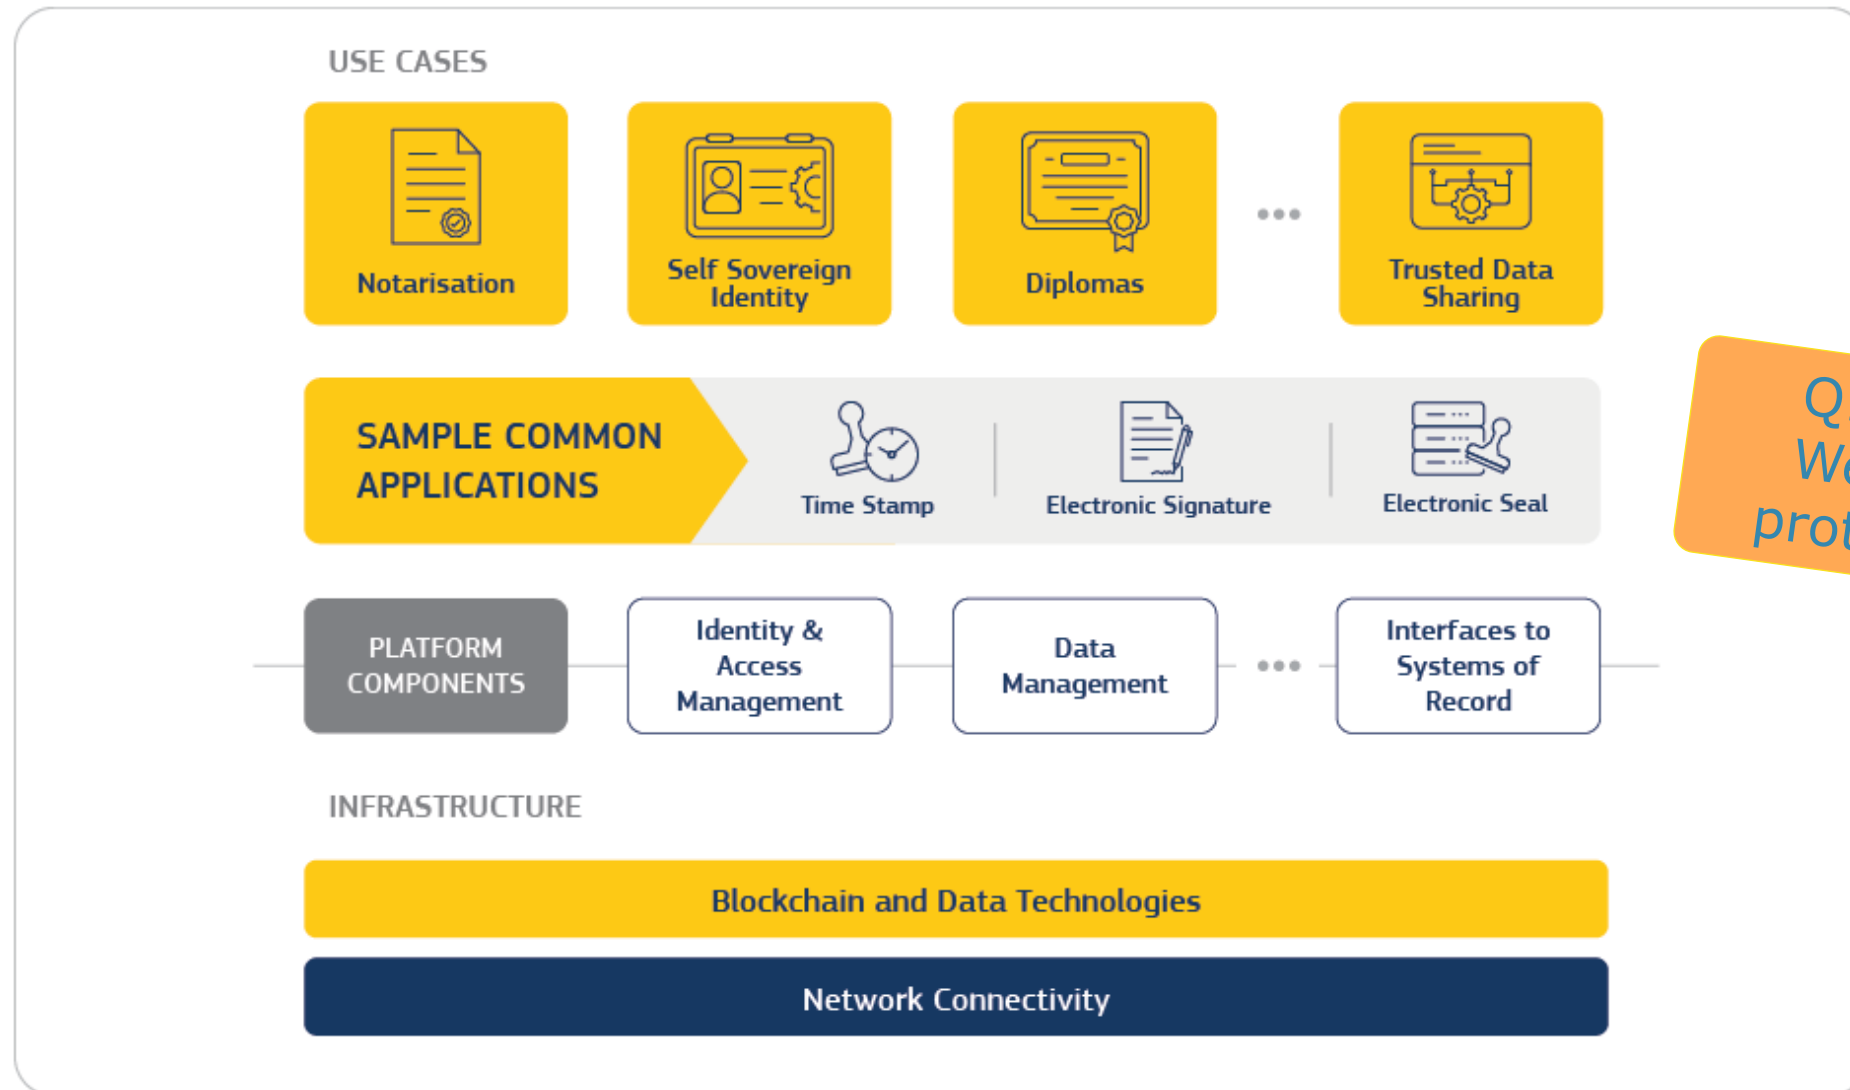 USE CASES
Notarisation
Self Sovereign
Identity
Diplomas
Trusted Data
Sharing
SAMPLE COMMON
APPLICATIONS
Time Stamp
Electronic Signature
Electronic Seal
PLATFORM
COMPONENTS
Identity &
Access
Management
Data
Management
Interfaces to
Systems of
Record
INFRASTRUCTURE
Blockchain and Data Technologies
Network Connectivity